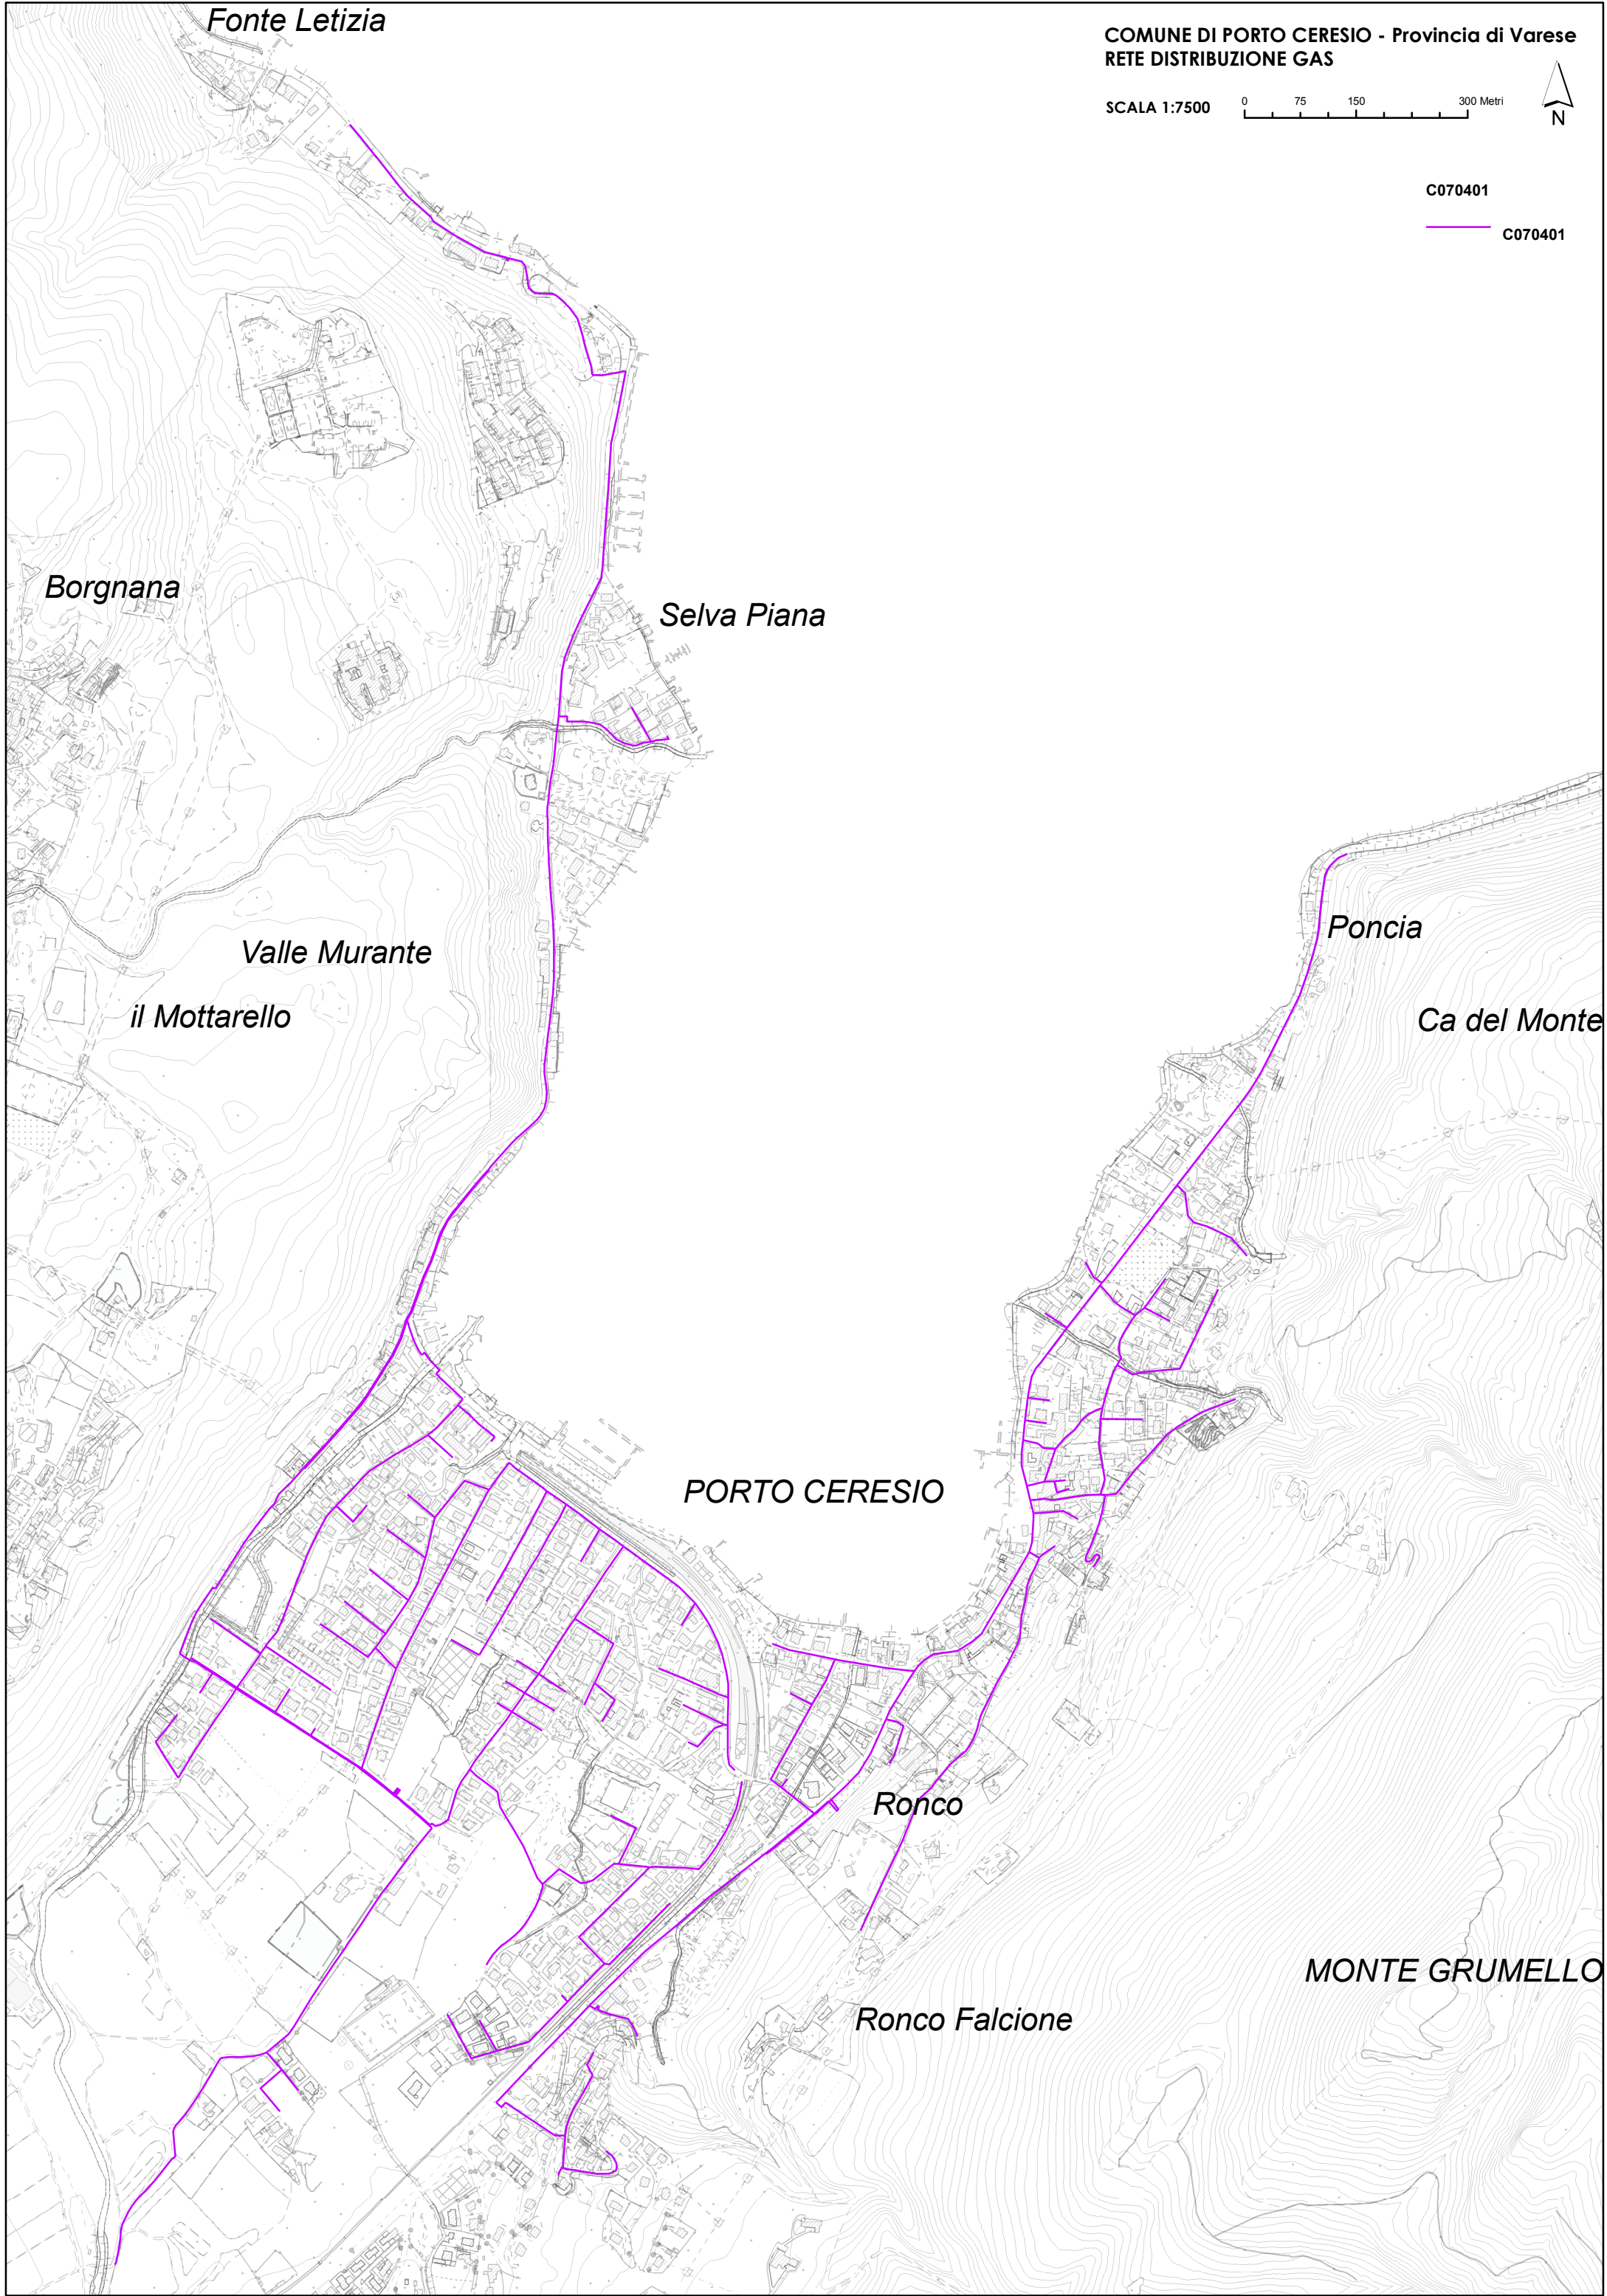 Fonte Letizia
COMUNE DI PORTO CERESIO - Provincia di Varese
RETE DISTRIBUZIONE GAS
SCALA 1:7500
0 75 150 300 Metri
N
C070401
C070401
Borgnana
Selva Piana
Poncia
Valle Murante
il Mottarello
Ca del Monte
PORTO CERESIO
Ronco
MONTE GRUMELLO
Ronco Falcione